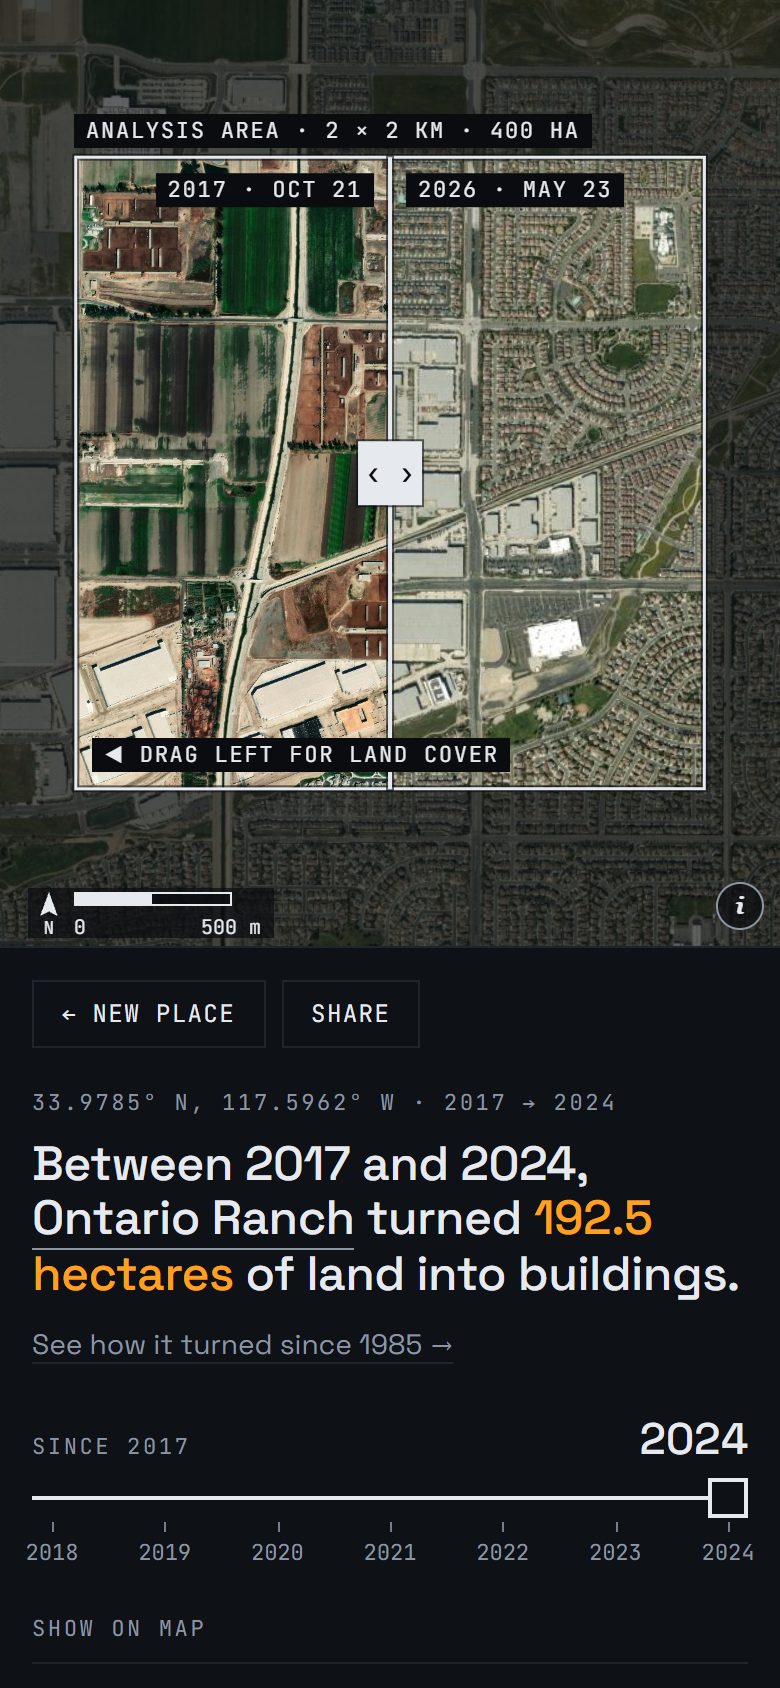 ANALYSIS AREA · 2 × 2 KM · 400 HA
2017 · OCT 21
2026 · MAY 23
‹ ›
◀ DRAG LEFT FOR LAND COVER
N 0 500 m
i
← NEW PLACE
SHARE
33.9785° N, 117.5962° W · 2017 → 2024
Between 2017 and 2024,
Ontario Ranch turned 192.5
hectares of land into buildings.
See how it turned since 1985 →
SINCE 2017
2024
2018 2019 2020 2021 2022 2023 2024
SHOW ON MAP